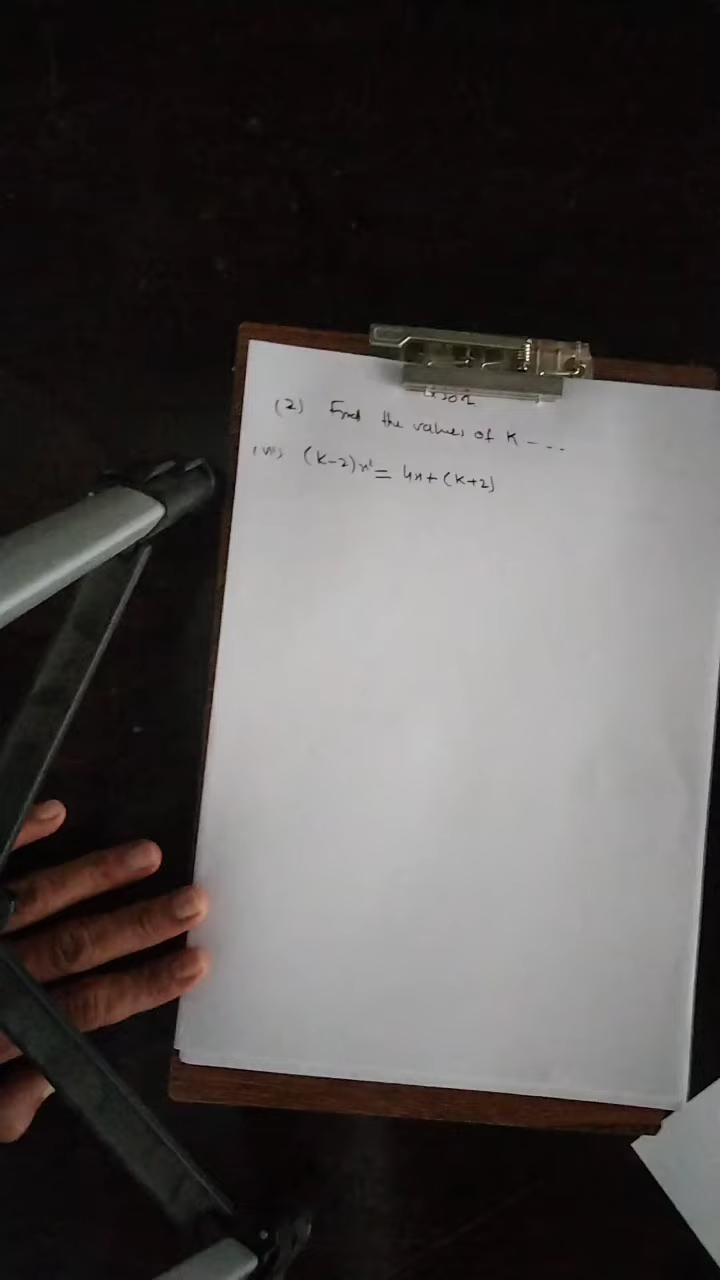 (2) Find the values of K - - - -
(vii) (K-2)x² = 4x + (K+2)